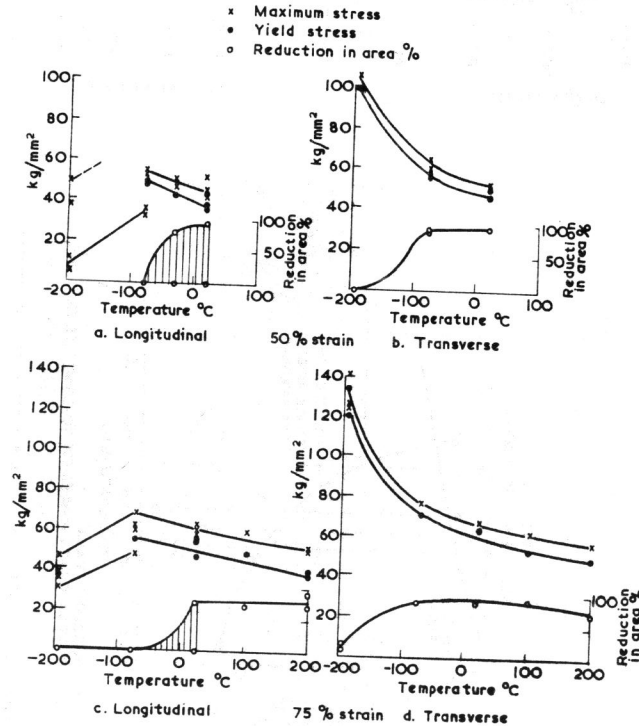 x Maximum stress
• Yield stress
o Reduction in area %
100
80
60
40
20
kg/mm²
100
50
Reduction in area %
-200 -100 0 100
Temperature °C
a. Longitudinal
100
80
60
40
20
kg/mm²
100
50
Reduction in area %
-200 -100 0 100
Temperature °C
b. Transverse
50 % strain
140
120
100
80
60
40
20
0
kg/mm²
-200 -100 0 100 200
Temperature °C
c. Longitudinal
140
120
100
80
60
40
20
kg/mm²
100
Reduction in area %
-200 -100 0 100 200
Temperature °C
75 % strain d. Transverse